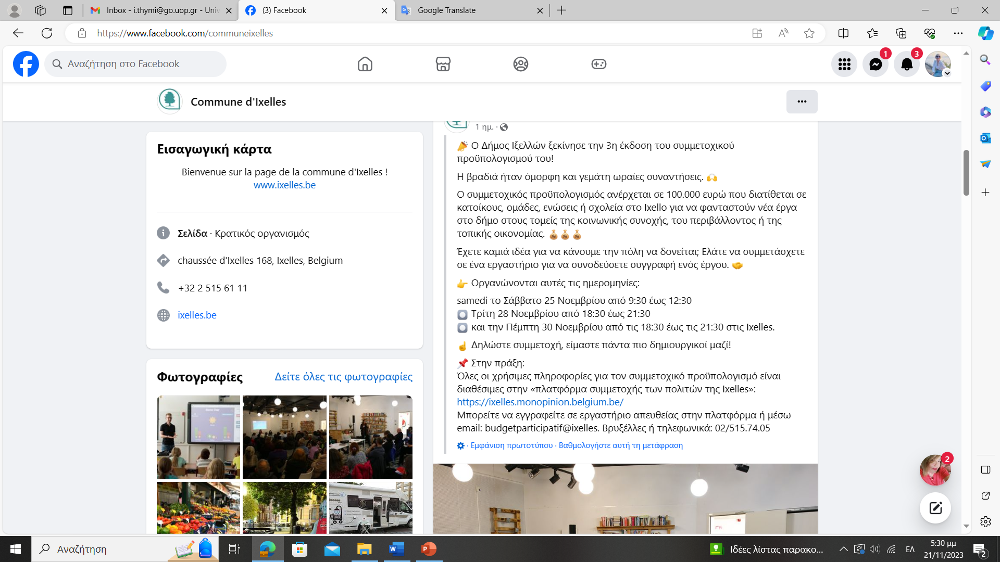 Inbox - i.thymi@go.uop.gr - Univ
(3) Facebook
Google Translate
https://www.facebook.com/communeixelles
Αναζήτηση στο Facebook
1
3
Commune d'Ixelles
Εισαγωγική κάρτα
Bienvenue sur la page de la commune d'Ixelles !
www.ixelles.be
Σελίδα · Κρατικός οργανισμός
chaussée d'Ixelles 168, Ixelles, Belgium
+32 2 515 61 11
ixelles.be
Φωτογραφίες
Δείτε όλες τις φωτογραφίες
1 ημ. ·
Ο Δήμος Ιξελλών ξεκίνησε την 3η έκδοση του συμμετοχικού
προϋπολογισμού του!
Η βραδιά ήταν όμορφη και γεμάτη ωραίες συναντήσεις.
Ο συμμετοχικός προϋπολογισμός ανέρχεται σε 100.000 ευρώ που διατίθεται σε
κατοίκους, ομάδες, ενώσεις ή σχολεία στο Ixello για να φανταστούν νέα έργα
στο δήμο στους τομείς της κοινωνικής συνοχής, του περιβάλλοντος ή της
τοπικής οικονομίας.
Έχετε καμιά ιδέα για να κάνουμε την πόλη να δονείται; Ελάτε να συμμετάσχετε
σε ένα εργαστήριο για να συνοδεύσετε συγγραφή ενός έργου.
Οργανώνονται αυτές τις ημερομηνίες:
samedi το Σάββατο 25 Νοεμβρίου από 9:30 έως 12:30
Τρίτη 28 Νοεμβρίου από 18:30 έως 21:30
και την Πέμπτη 30 Νοεμβρίου από τις 18:30 έως τις 21:30 στις Ixelles.
Δηλώστε συμμετοχή, είμαστε πάντα πιο δημιουργικοί μαζί!
Στην πράξη:
Όλες οι χρήσιμες πληροφορίες για τον συμμετοχικό προϋπολογισμό είναι
διαθέσιμες στην «πλατφόρμα συμμετοχής των πολιτών της Ixelles»:
https://ixelles.monopinion.belgium.be/
Μπορείτε να εγγραφείτε σε εργαστήριο απευθείας στην πλατφόρμα ή μέσω
email: budgetparticipatif@ixelles. Βρυξέλλες ή τηλεφωνικά: 02/515.74.05
· Εμφάνιση πρωτοτύπου · Βαθμολογήστε αυτή τη μετάφραση
2
Αναζήτηση
Ιδέες λίστας παρακο...
ΕΛ
5:30 μμ
21/11/2023
2